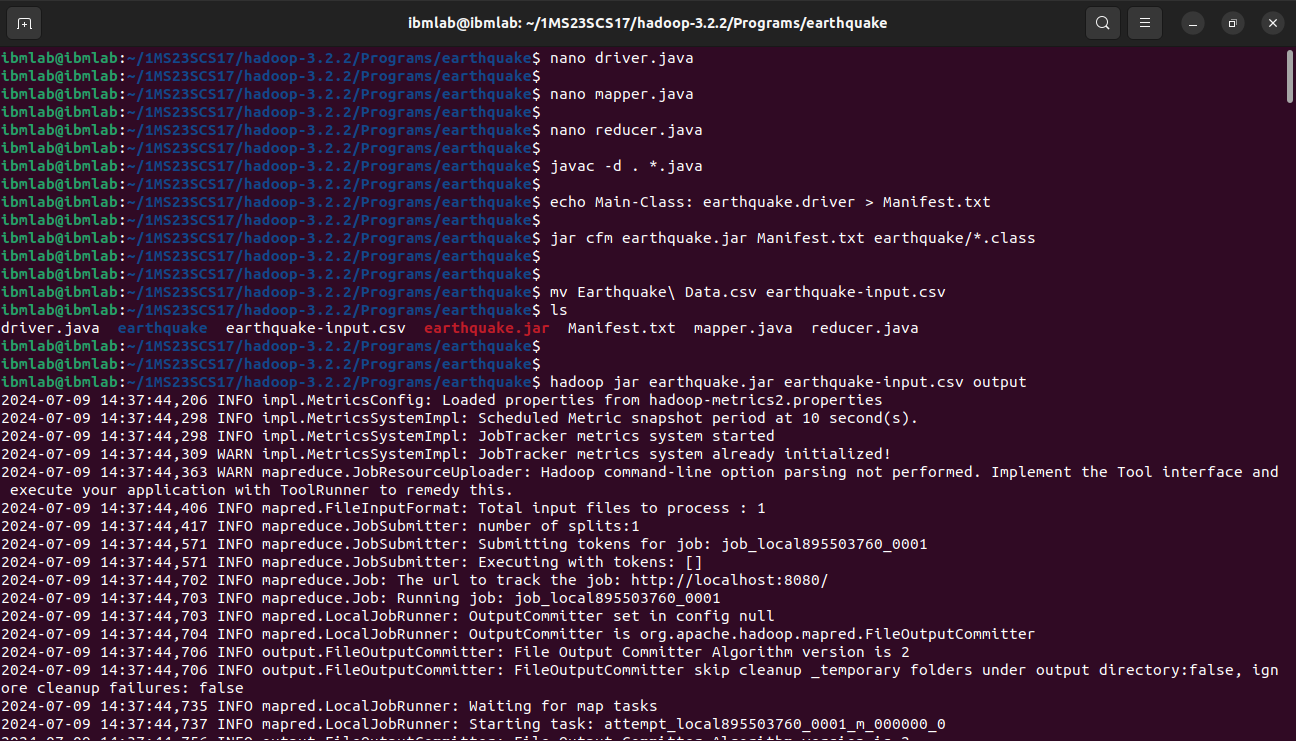 ibmlab@ibmlab: ~/1MS23SCS17/hadoop-3.2.2/Programs/earthquake
ibmlab@ibmlab:~/1MS23SCS17/hadoop-3.2.2/Programs/earthquake$ nano driver.java
ibmlab@ibmlab:~/1MS23SCS17/hadoop-3.2.2/Programs/earthquake$
ibmlab@ibmlab:~/1MS23SCS17/hadoop-3.2.2/Programs/earthquake$ nano mapper.java
ibmlab@ibmlab:~/1MS23SCS17/hadoop-3.2.2/Programs/earthquake$
ibmlab@ibmlab:~/1MS23SCS17/hadoop-3.2.2/Programs/earthquake$ nano reducer.java
ibmlab@ibmlab:~/1MS23SCS17/hadoop-3.2.2/Programs/earthquake$
ibmlab@ibmlab:~/1MS23SCS17/hadoop-3.2.2/Programs/earthquake$ javac -d . *.java
ibmlab@ibmlab:~/1MS23SCS17/hadoop-3.2.2/Programs/earthquake$
ibmlab@ibmlab:~/1MS23SCS17/hadoop-3.2.2/Programs/earthquake$ echo Main-Class: earthquake.driver > Manifest.txt
ibmlab@ibmlab:~/1MS23SCS17/hadoop-3.2.2/Programs/earthquake$
ibmlab@ibmlab:~/1MS23SCS17/hadoop-3.2.2/Programs/earthquake$ jar cfm earthquake.jar Manifest.txt earthquake/*.class
ibmlab@ibmlab:~/1MS23SCS17/hadoop-3.2.2/Programs/earthquake$
ibmlab@ibmlab:~/1MS23SCS17/hadoop-3.2.2/Programs/earthquake$
ibmlab@ibmlab:~/1MS23SCS17/hadoop-3.2.2/Programs/earthquake$ mv Earthquake\ Data.csv earthquake-input.csv
ibmlab@ibmlab:~/1MS23SCS17/hadoop-3.2.2/Programs/earthquake$ ls
driver.java  earthquake  earthquake-input.csv  earthquake.jar  Manifest.txt  mapper.java  reducer.java
ibmlab@ibmlab:~/1MS23SCS17/hadoop-3.2.2/Programs/earthquake$
ibmlab@ibmlab:~/1MS23SCS17/hadoop-3.2.2/Programs/earthquake$
ibmlab@ibmlab:~/1MS23SCS17/hadoop-3.2.2/Programs/earthquake$ hadoop jar earthquake.jar earthquake-input.csv output
2024-07-09 14:37:44,206 INFO impl.MetricsConfig: Loaded properties from hadoop-metrics2.properties
2024-07-09 14:37:44,298 INFO impl.MetricsSystemImpl: Scheduled Metric snapshot period at 10 second(s).
2024-07-09 14:37:44,298 INFO impl.MetricsSystemImpl: JobTracker metrics system started
2024-07-09 14:37:44,309 WARN impl.MetricsSystemImpl: JobTracker metrics system already initialized!
2024-07-09 14:37:44,363 WARN mapreduce.JobResourceUploader: Hadoop command-line option parsing not performed. Implement the Tool interface and
 execute your application with ToolRunner to remedy this.
2024-07-09 14:37:44,406 INFO mapred.FileInputFormat: Total input files to process : 1
2024-07-09 14:37:44,417 INFO mapreduce.JobSubmitter: number of splits:1
2024-07-09 14:37:44,571 INFO mapreduce.JobSubmitter: Submitting tokens for job: job_local895503760_0001
2024-07-09 14:37:44,571 INFO mapreduce.JobSubmitter: Executing with tokens: []
2024-07-09 14:37:44,702 INFO mapreduce.Job: The url to track the job: http://localhost:8080/
2024-07-09 14:37:44,703 INFO mapreduce.Job: Running job: job_local895503760_0001
2024-07-09 14:37:44,703 INFO mapred.LocalJobRunner: OutputCommitter set in config null
2024-07-09 14:37:44,704 INFO mapred.LocalJobRunner: OutputCommitter is org.apache.hadoop.mapred.FileOutputCommitter
2024-07-09 14:37:44,706 INFO output.FileOutputCommitter: File Output Committer Algorithm version is 2
2024-07-09 14:37:44,706 INFO output.FileOutputCommitter: FileOutputCommitter skip cleanup _temporary folders under output directory:false, ign
ore cleanup failures: false
2024-07-09 14:37:44,735 INFO mapred.LocalJobRunner: Waiting for map tasks
2024-07-09 14:37:44,737 INFO mapred.LocalJobRunner: Starting task: attempt_local895503760_0001_m_000000_0
2024-07-09 14:37:44,756 INFO output.FileOutputCommitter: File Output Committer Algorithm version is 2